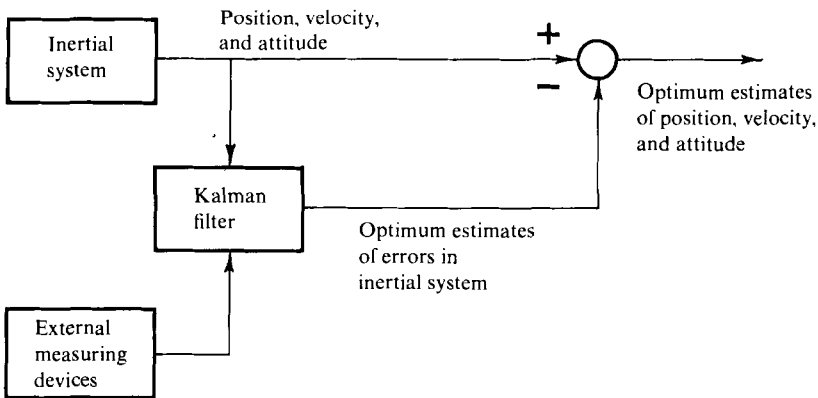 Inertial
system
Position, velocity,
and attitude
+
−
Optimum estimates
of position, velocity,
and attitude
Kalman
filter
Optimum estimates
of errors in
inertial system
External
measuring
devices